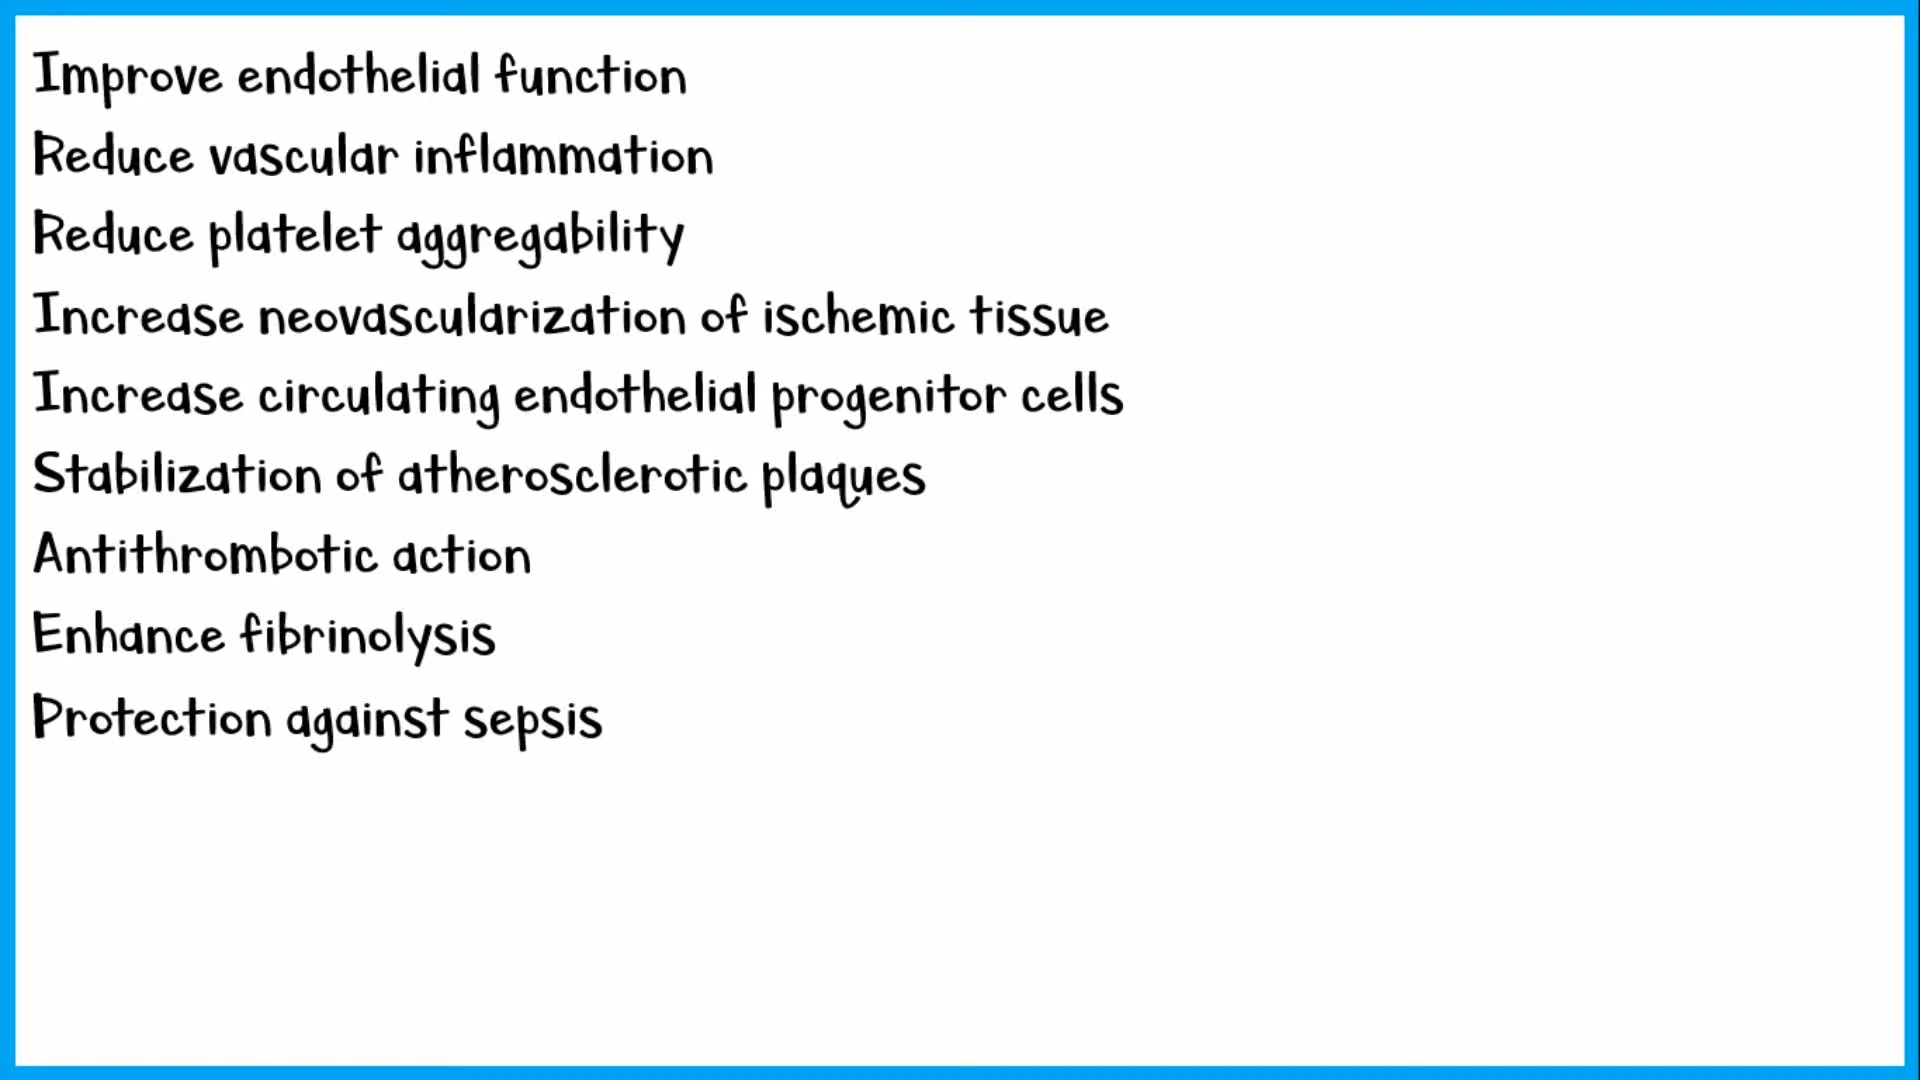 Improve endothelial function
Reduce vascular inflammation
Reduce platelet aggregability
Increase neovascularization of ischemic tissue
Increase circulating endothelial progenitor cells
Stabilization of atherosclerotic plaques
Antithrombotic action
Enhance fibrinolysis
Protection against sepsis